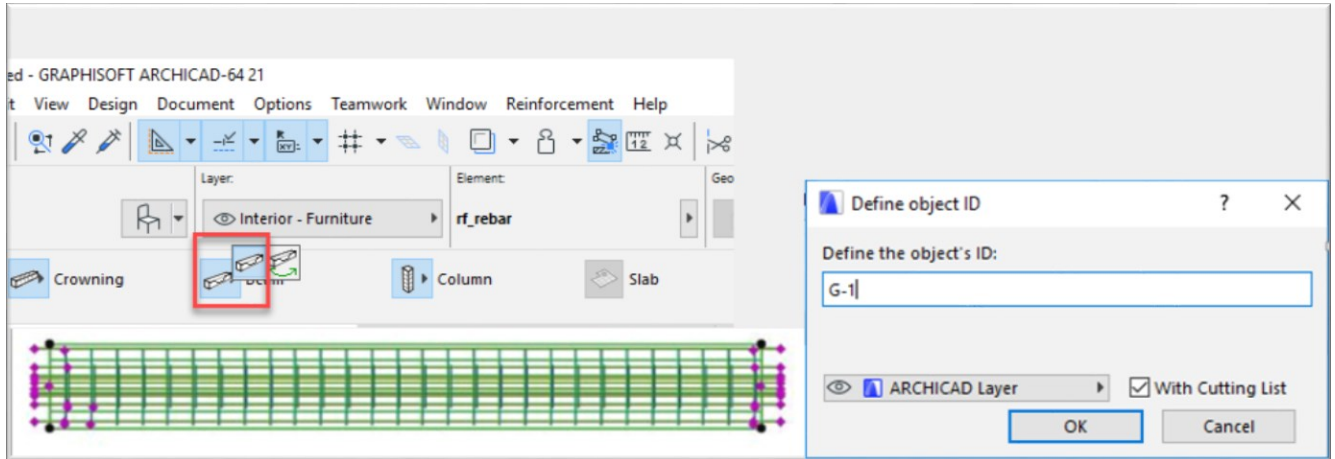 ed - GRAPHISOFT ARCHICAD-64 21
t View Design Document Options Teamwork Window Reinforcement Help
Layer:
Element:
Geo
Interior - Furniture
rf_rebar
Crowning
Column
Slab
Define object ID
Define the object's ID:
G-1
ARCHICAD Layer
With Cutting List
OK
Cancel